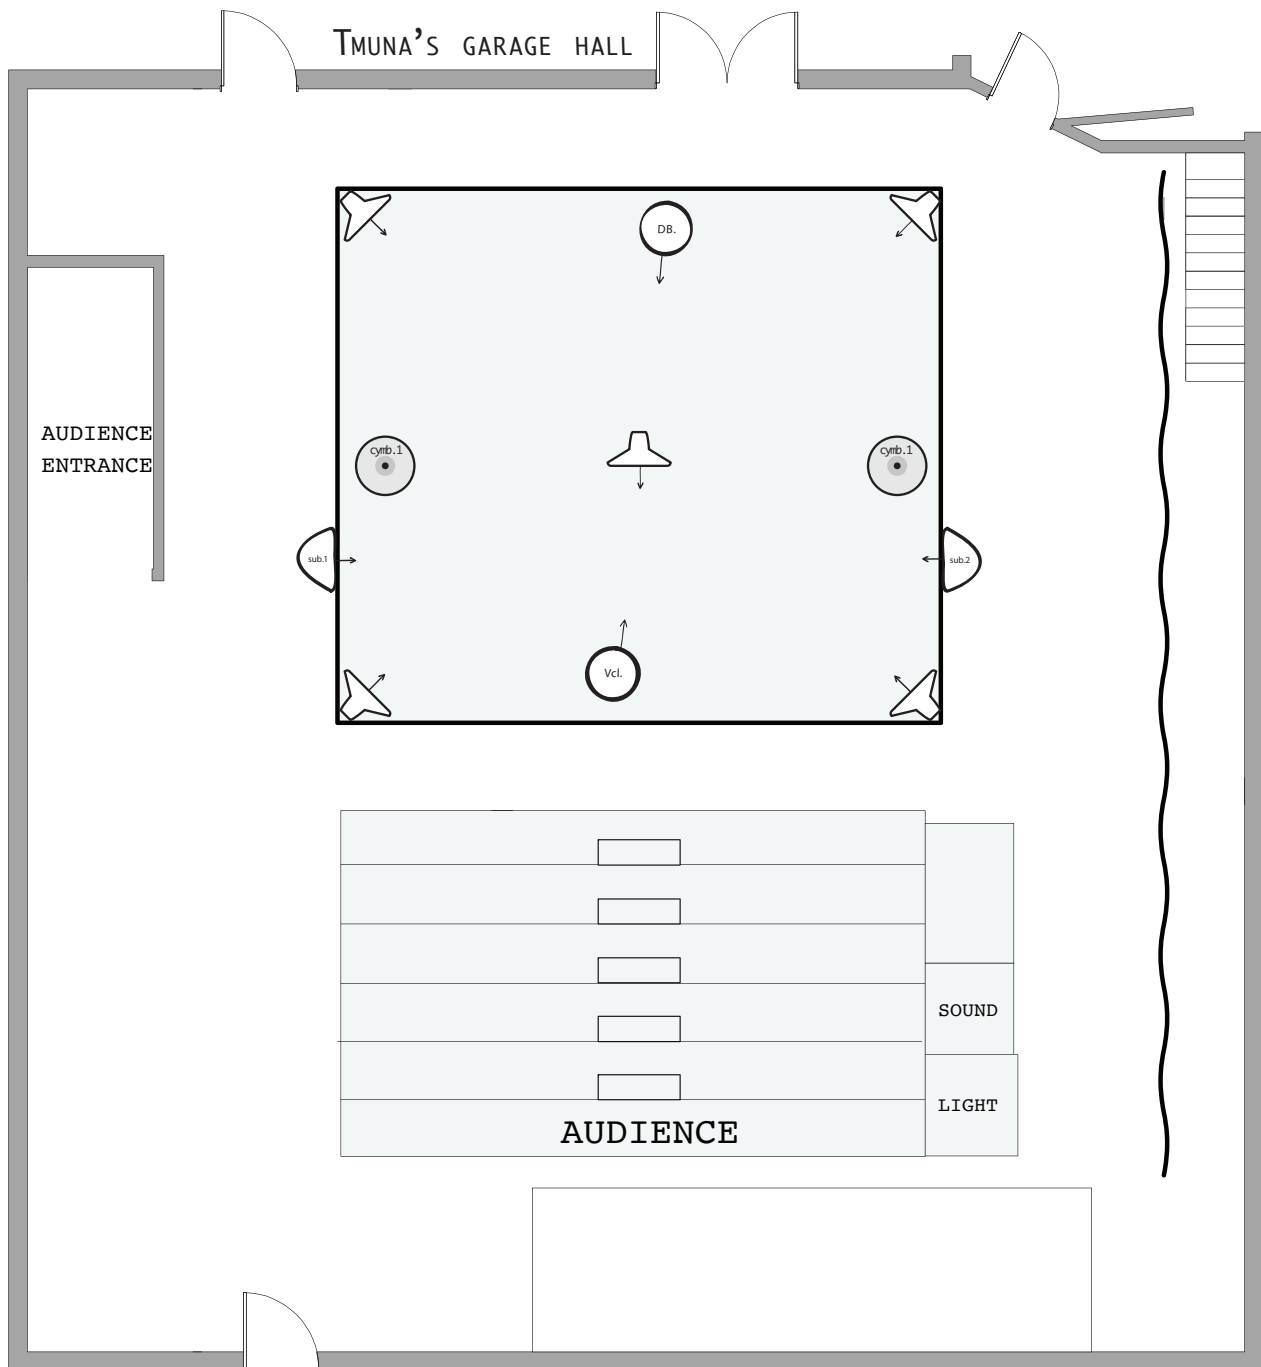 TMUNA'S GARAGE HALL
DB.
AUDIENCE
ENTRANCE
cymb.1
cymb.1
sub.1
sub.2
Vcl.
SOUND
LIGHT
AUDIENCE